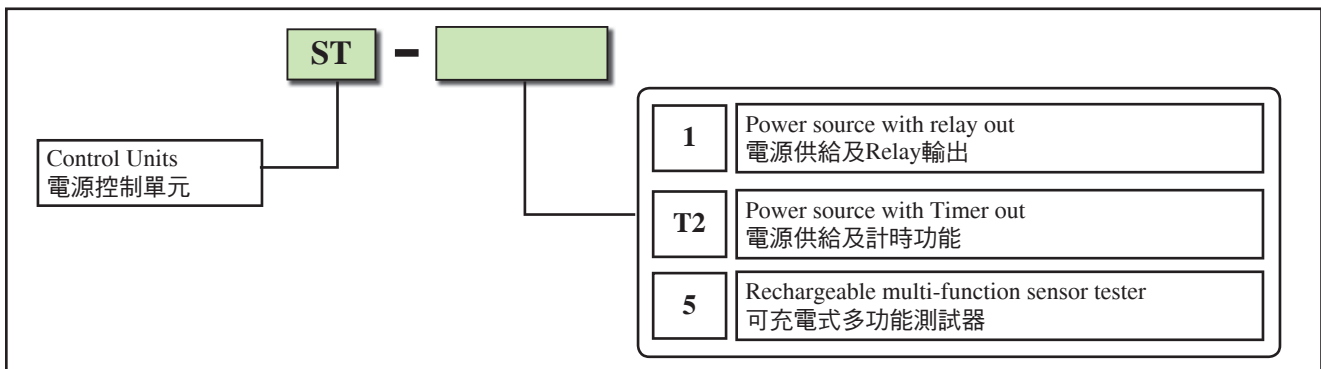 ST -
Control Units
電源控制單元
1
Power source with relay out
電源供給及Relay輸出
T2
Power source with Timer out
電源供給及計時功能
5
Rechargeable multi-function sensor tester
可充電式多功能測試器